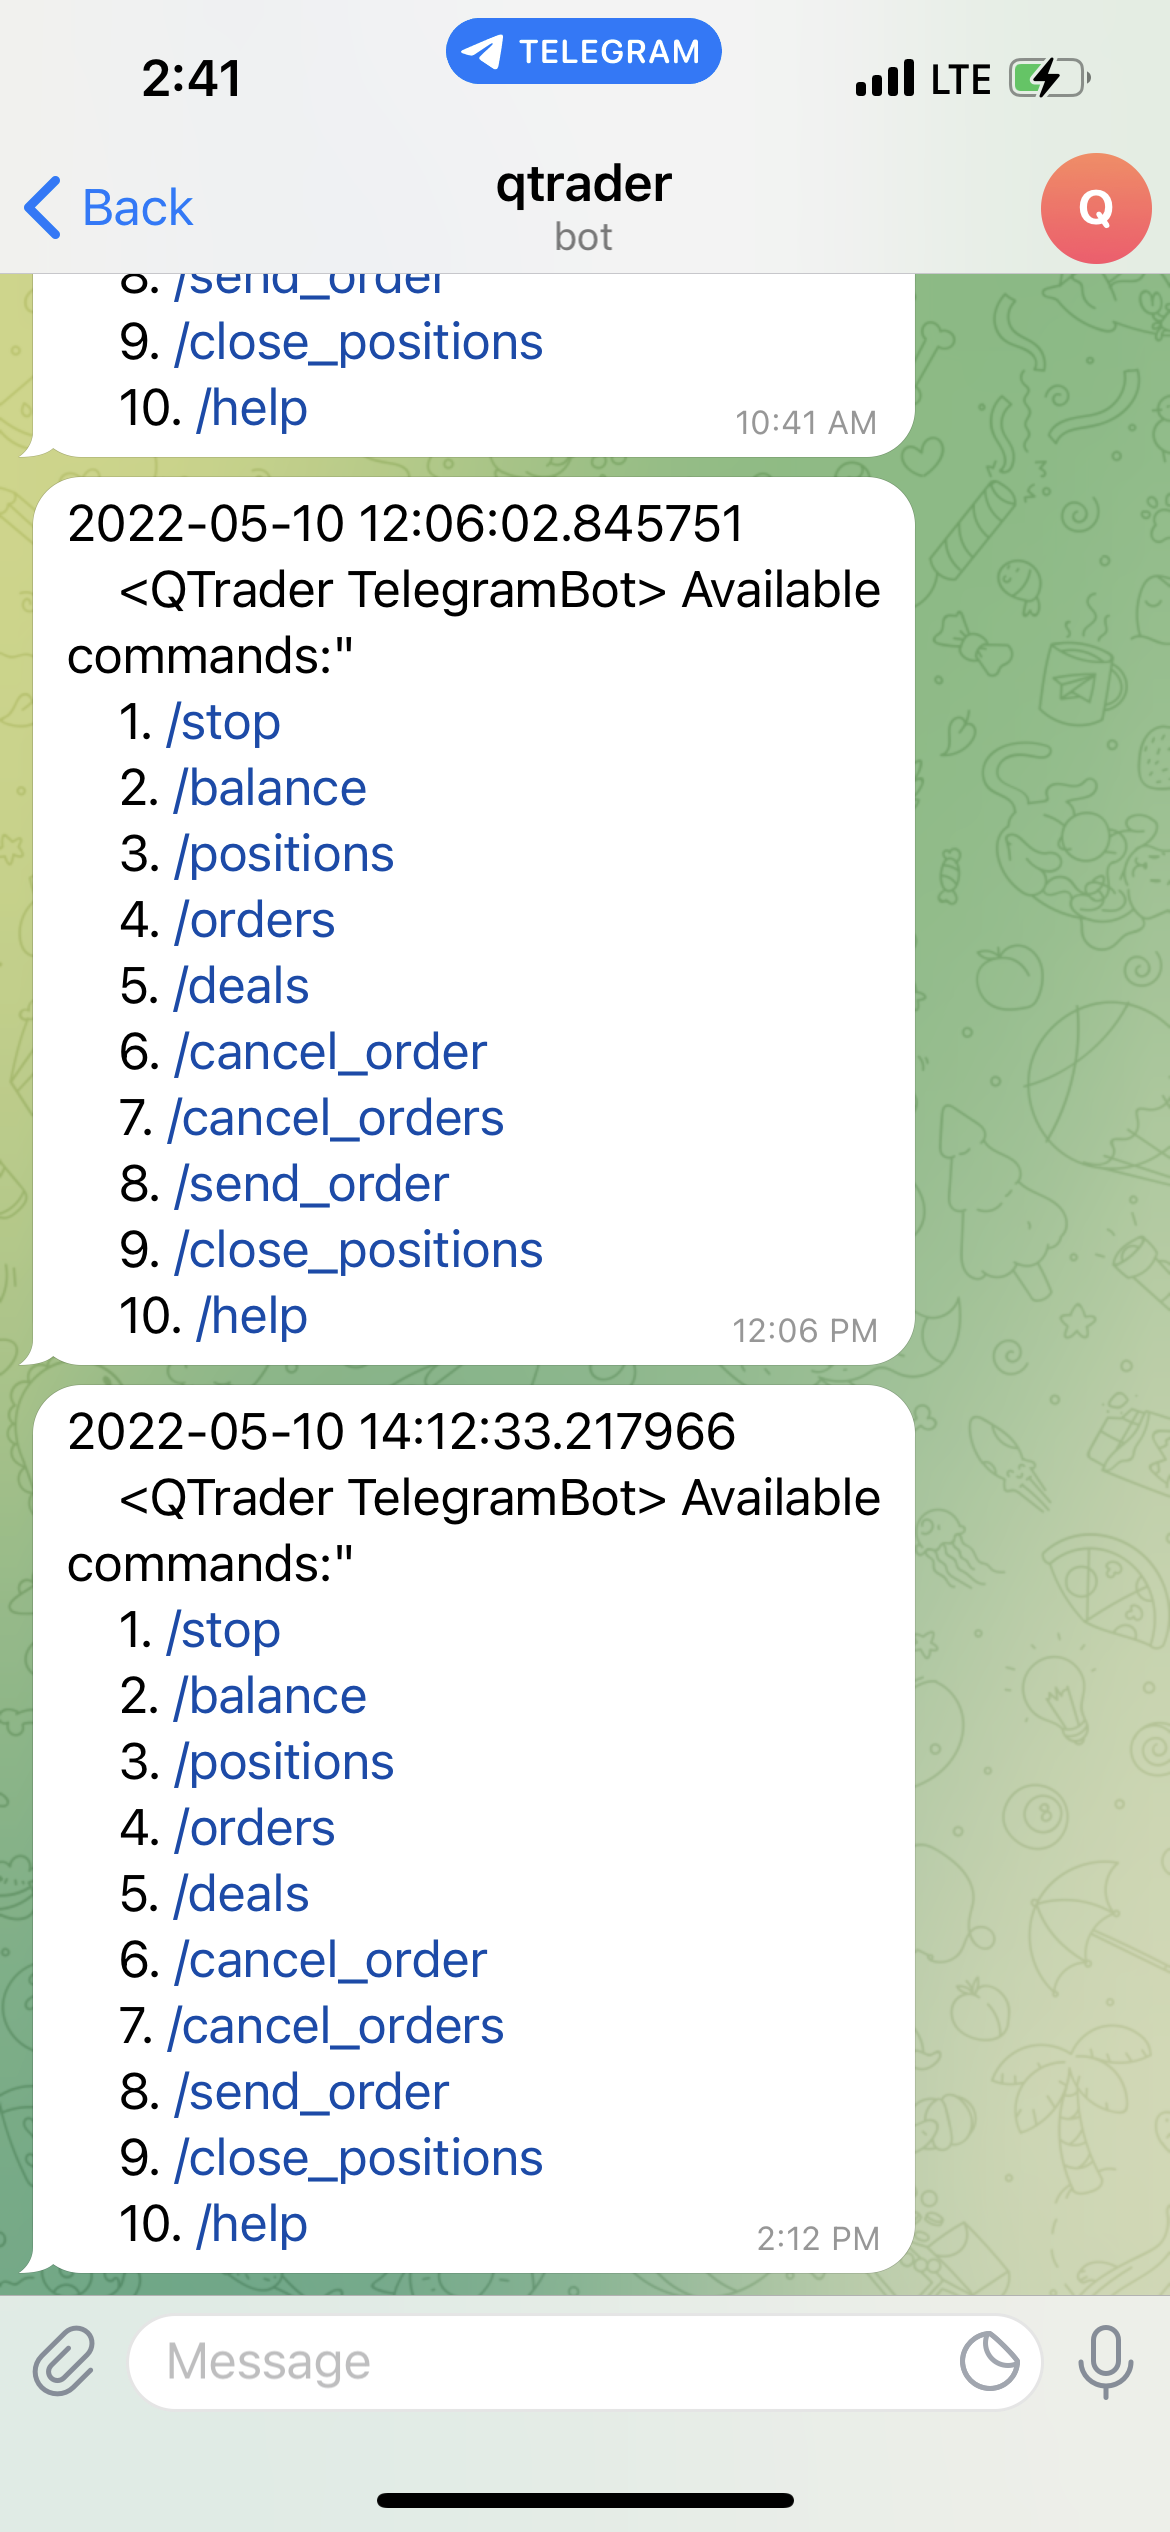 2:41
TELEGRAM
LTE
Back
qtrader
bot
Q
8. /send_order
9. /close_positions
10. /help
10:41 AM
2022-05-10 12:06:02.845751
<QTrader TelegramBot> Available
commands:"
1. /stop
2. /balance
3. /positions
4. /orders
5. /deals
6. /cancel_order
7. /cancel_orders
8. /send_order
9. /close_positions
10. /help
12:06 PM
2022-05-10 14:12:33.217966
<QTrader TelegramBot> Available
commands:"
1. /stop
2. /balance
3. /positions
4. /orders
5. /deals
6. /cancel_order
7. /cancel_orders
8. /send_order
9. /close_positions
10. /help
2:12 PM
Message